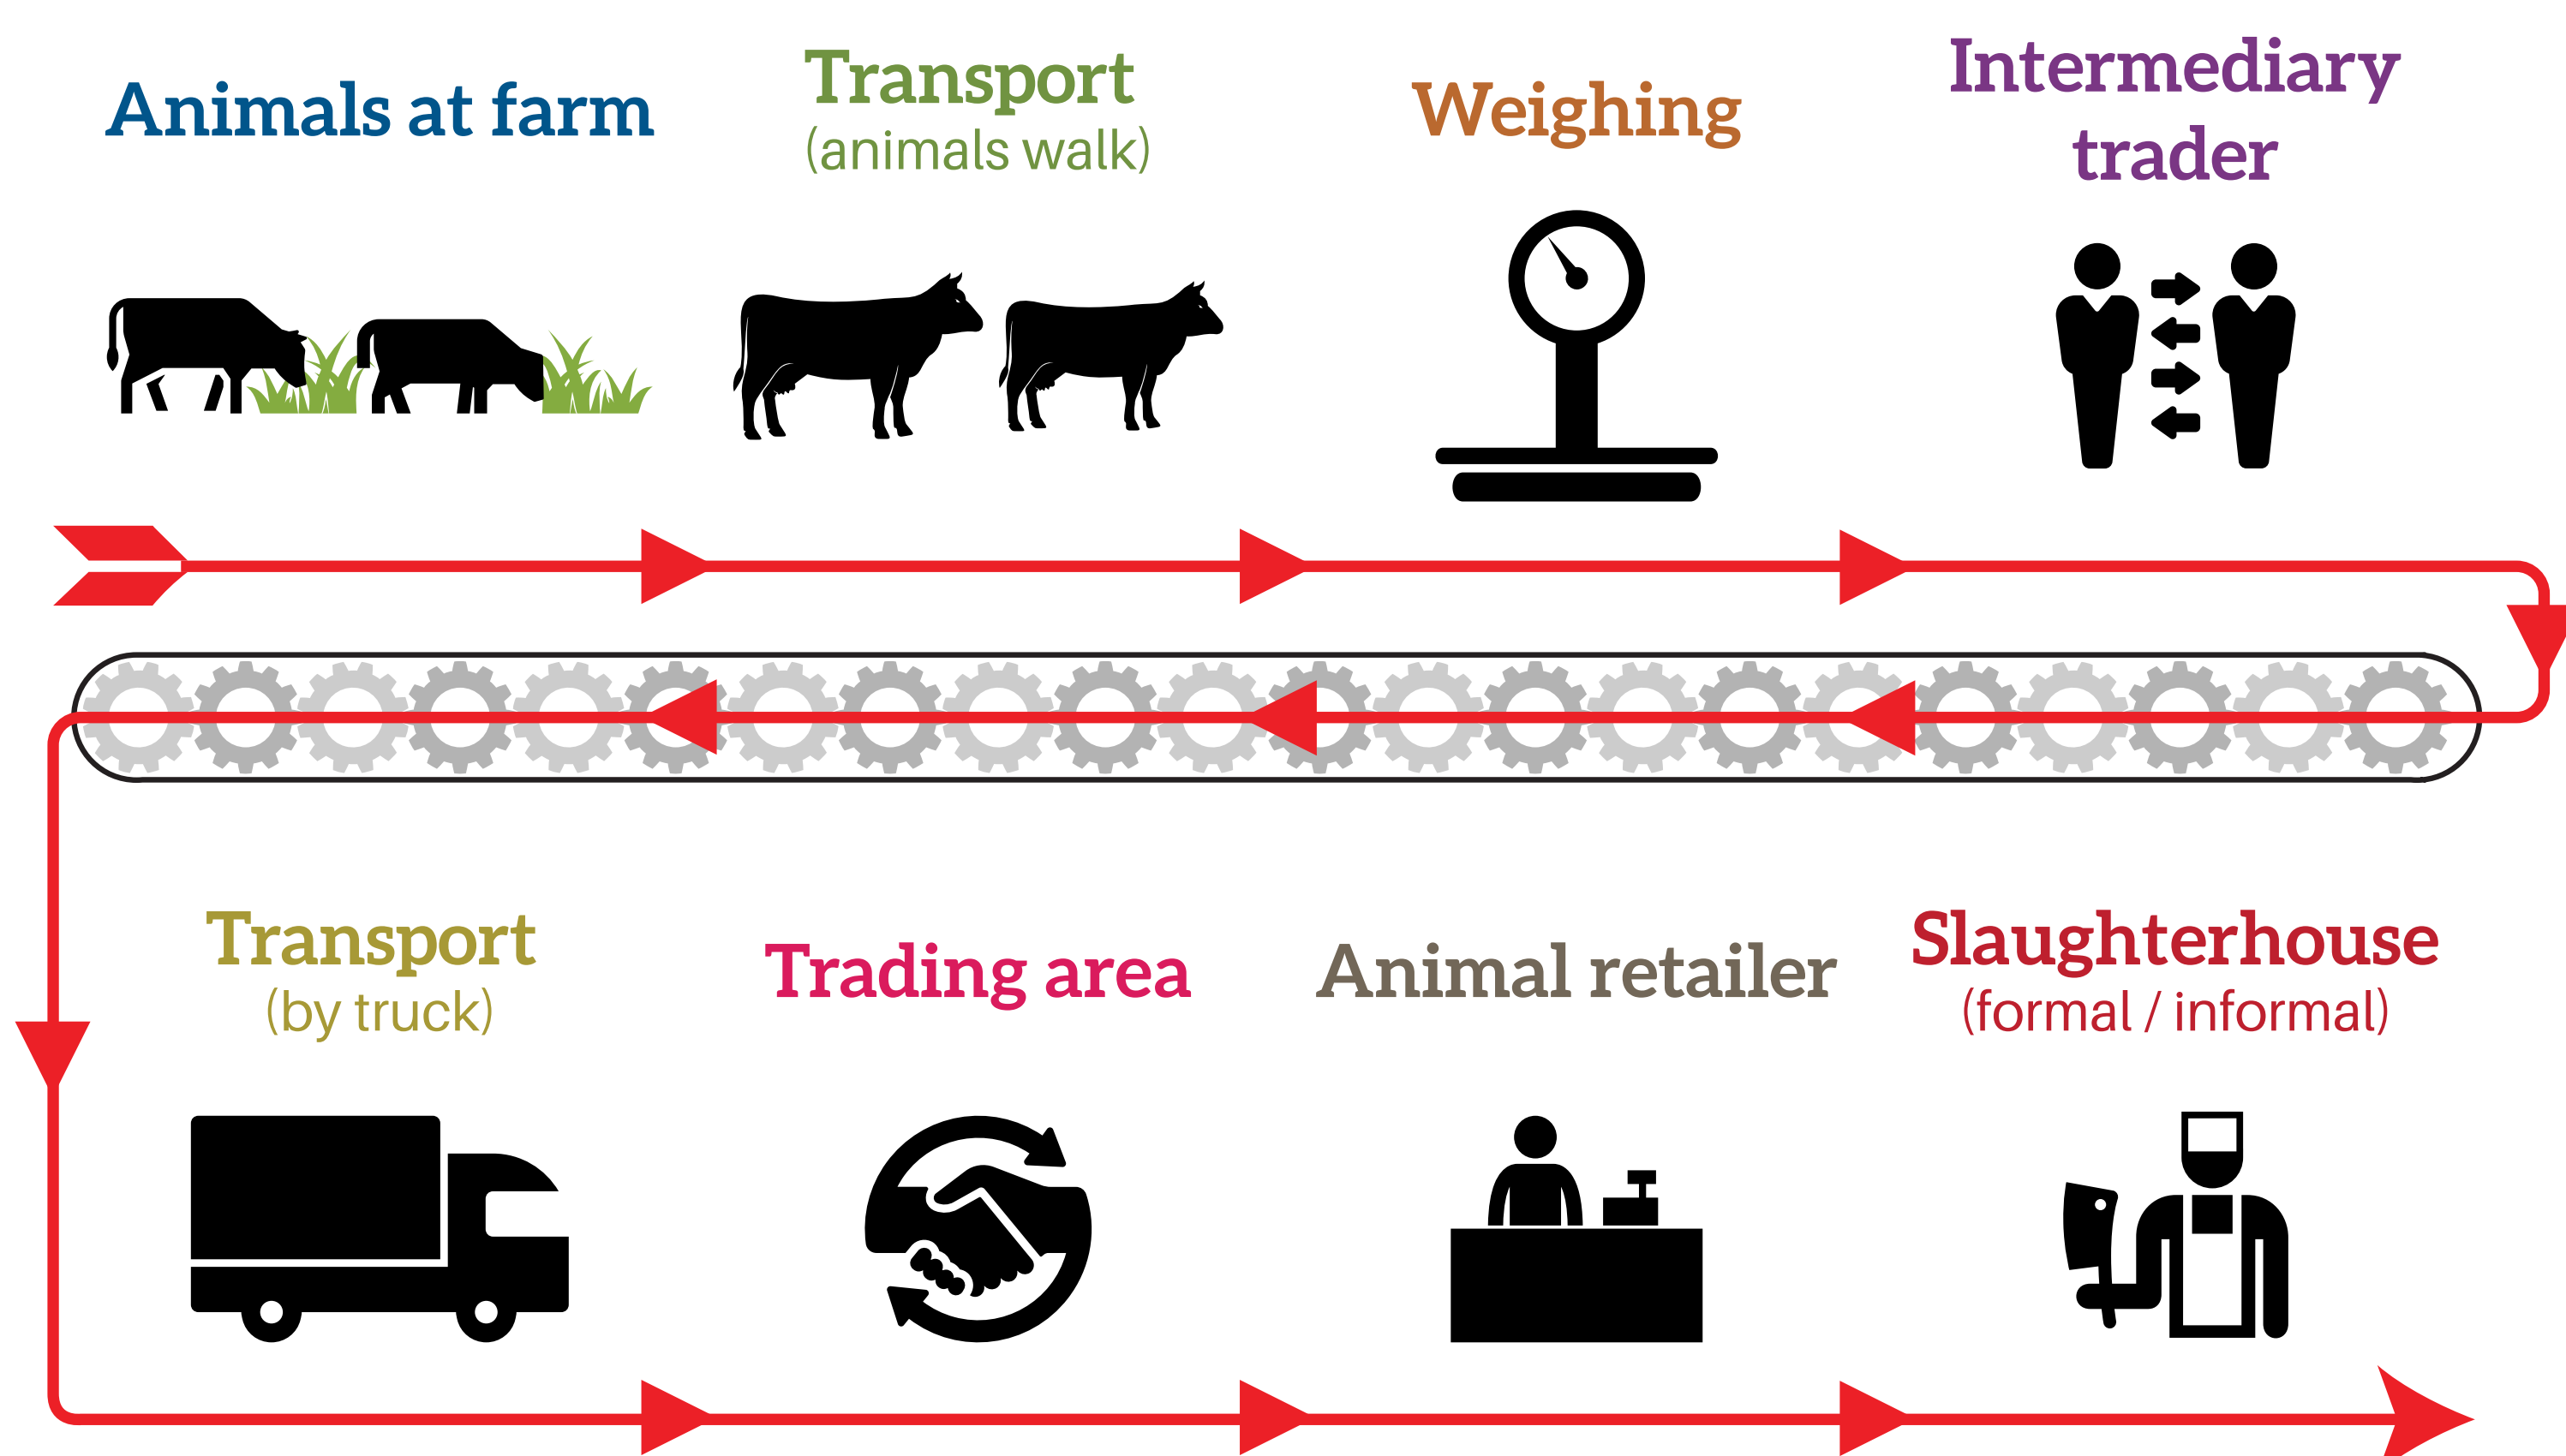 Animals at farm
Transport
(animals walk)
Weighing
Intermediary
trader
Transport
(by truck)
Trading area
Animal retailer
Slaughterhouse
(formal / informal)